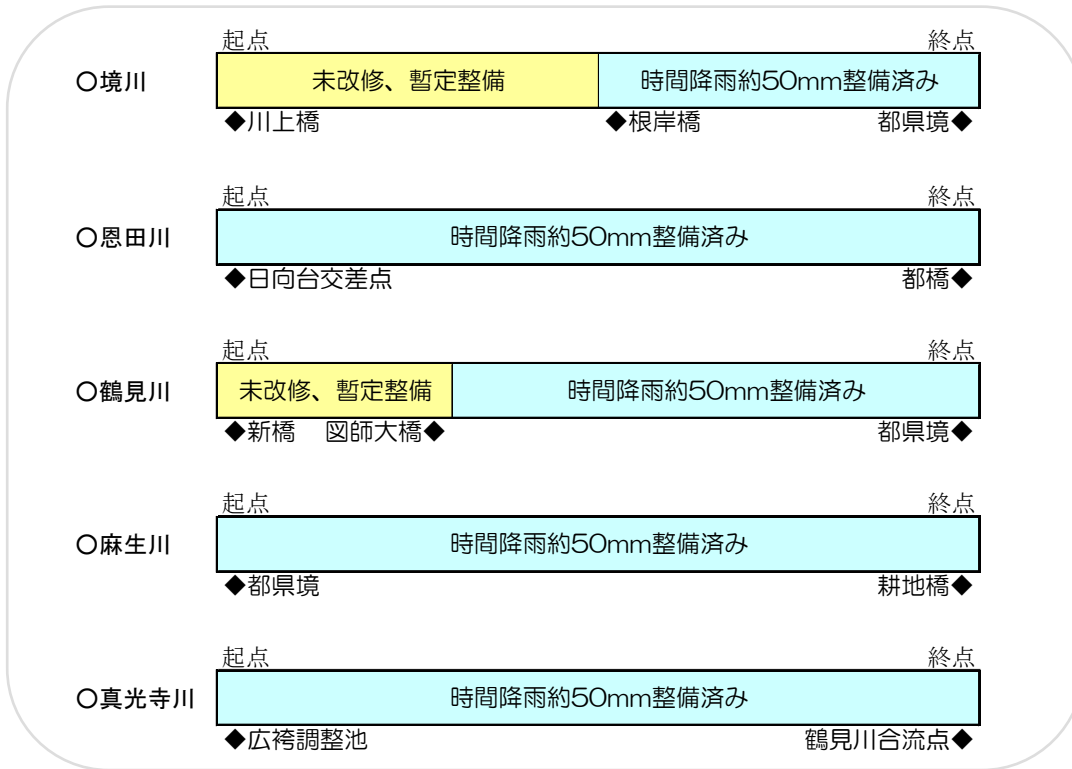 起点 終点
○境川 未改修、暫定整備 時間降雨約50mm整備済み
◆川上橋 ◆根岸橋 都県境◆
起点 終点
○恩田川 時間降雨約50mm整備済み
◆日向台交差点 都橋◆
起点 終点
○鶴見川 未改修、暫定整備 時間降雨約50mm整備済み
◆新橋 図師大橋◆ 都県境◆
起点 終点
○麻生川 時間降雨約50mm整備済み
◆都県境 耕地橋◆
起点 終点
○真光寺川 時間降雨約50mm整備済み
◆広袴調整池 鶴見川合流点◆